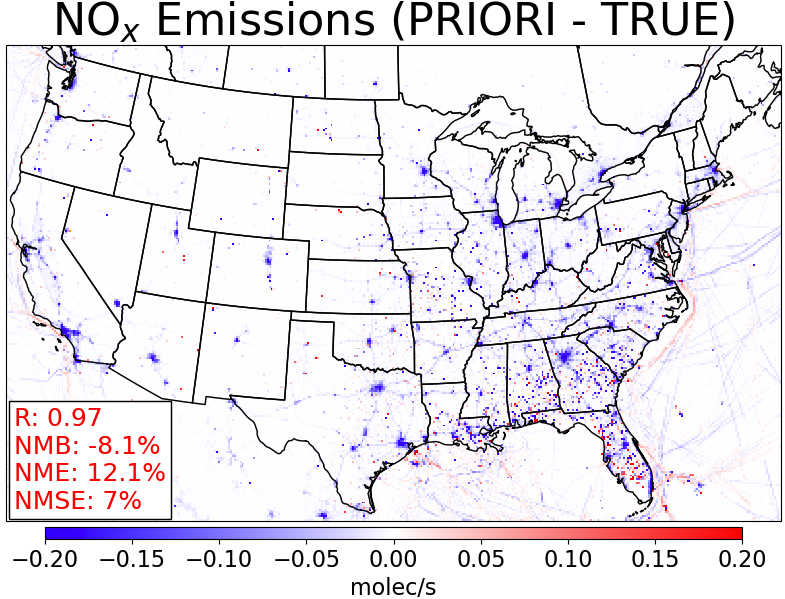 NOx Emissions (PRIORI - TRUE)
R: 0.97
NMB: -8.1%
NME: 12.1%
NMSE: 7%
−0.20 −0.15 −0.10 −0.05 0.00 0.05 0.10 0.15 0.20
molec/s